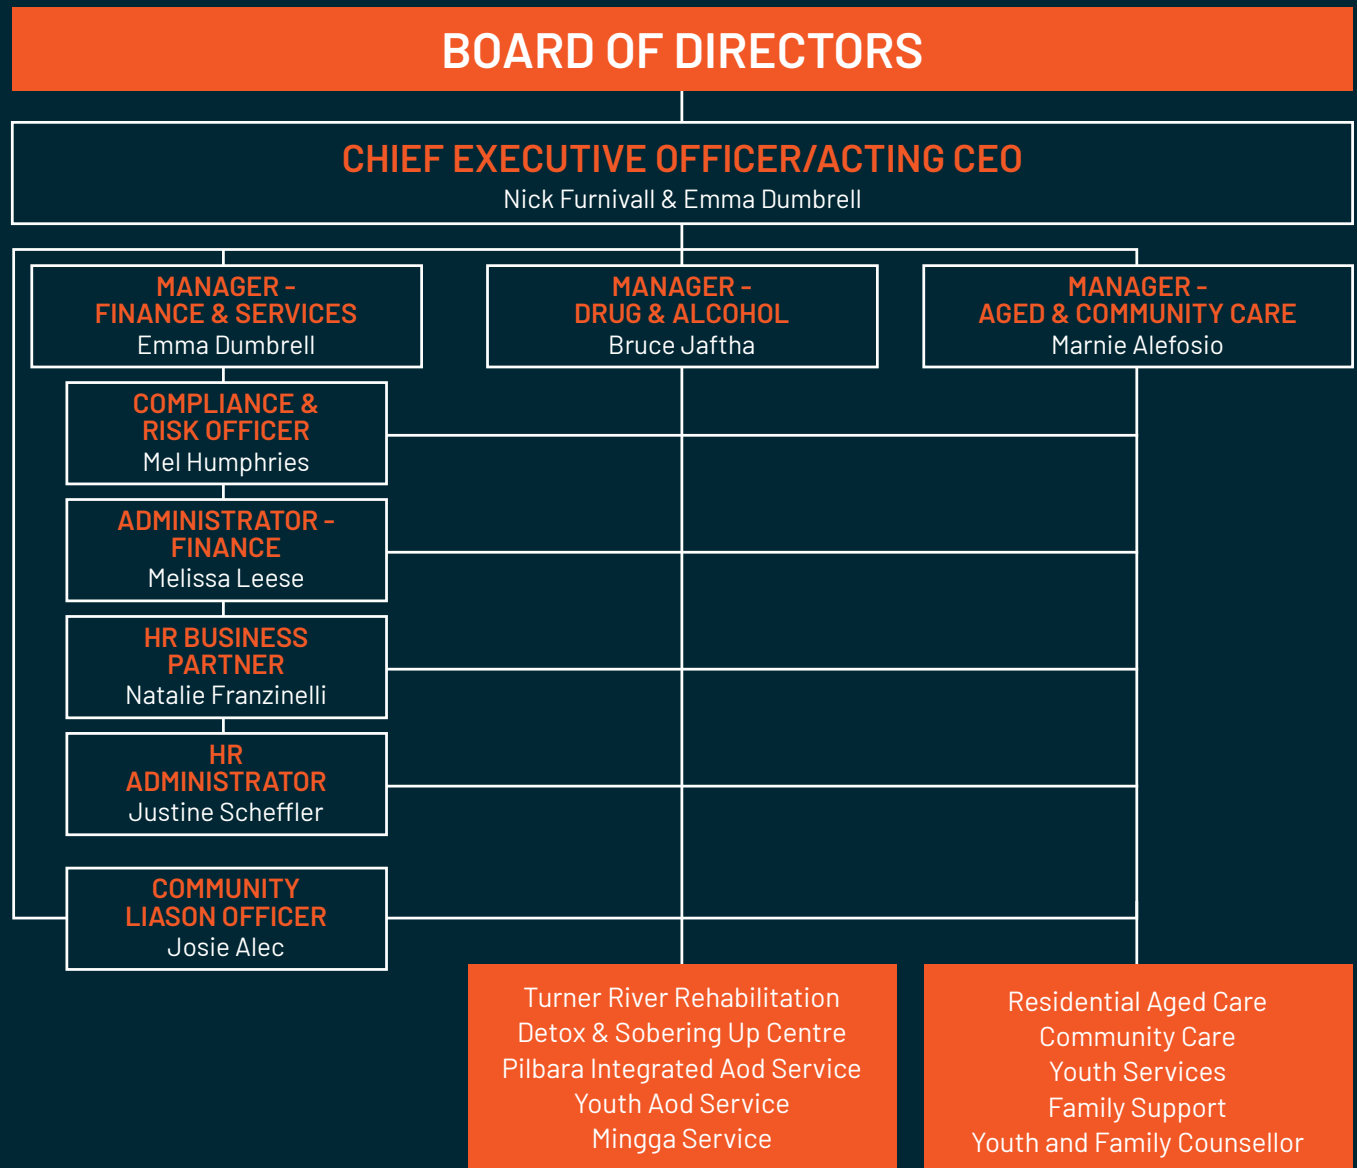 BOARD OF DIRECTORS
CHIEF EXECUTIVE OFFICER/ACTING CEO
Nick Furnivall & Emma Dumbrell
MANAGER -
FINANCE & SERVICES
Emma Dumbrell
MANAGER -
DRUG & ALCOHOL
Bruce Jaftha
MANAGER -
AGED & COMMUNITY CARE
Marnie Alefosio
COMPLIANCE &
RISK OFFICER
Mel Humphries
ADMINISTRATOR -
FINANCE
Melissa Leese
HR BUSINESS
PARTNER
Natalie Franzinelli
HR
ADMINISTRATOR
Justine Scheffler
COMMUNITY
LIASON OFFICER
Josie Alec
Turner River Rehabilitation
Detox & Sobering Up Centre
Pilbara Integrated Aod Service
Youth Aod Service
Mingga Service
Residential Aged Care
Community Care
Youth Services
Family Support
Youth and Family Counsellor